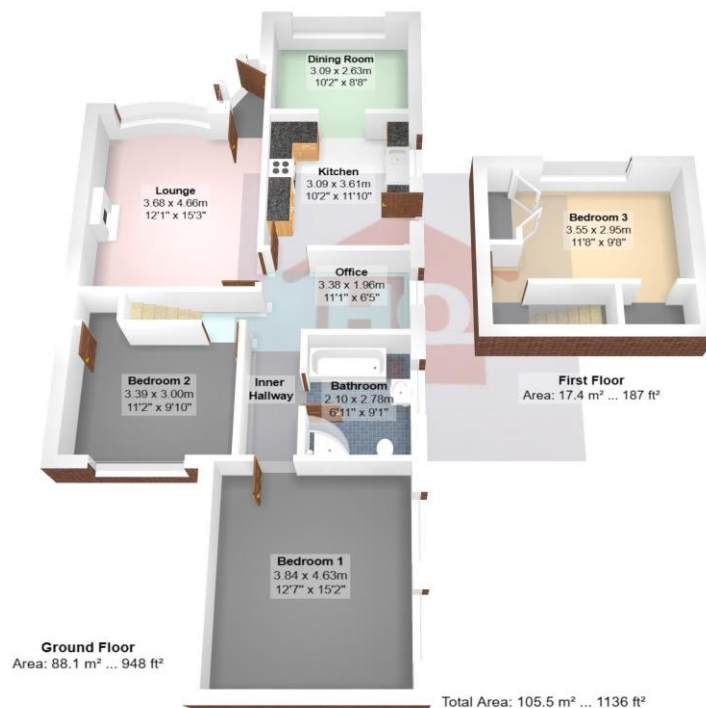 Dining Room
3.09 x 2.63m
10'2" x 8'8"
Kitchen
3.09 x 3.61m
10'2" x 11'10"
Lounge
3.68 x 4.66m
12'1" x 15'3"
Bedroom 3
3.55 x 2.95m
11'8" x 9'8"
Office
3.38 x 1.96m
11'1" x 6'5"
HQ
First Floor
Area: 17.4 m² ... 187 ft²
Bedroom 2
3.39 x 3.00m
11'2" x 9'10"
Inner
Hallway
Bathroom
2.10 x 2.78m
6'11" x 9'1"
Bedroom 1
3.84 x 4.63m
12'7" x 15'2"
Ground Floor
Area: 88.1 m² ... 948 ft²
Total Area: 105.5 m² ... 1136 ft²